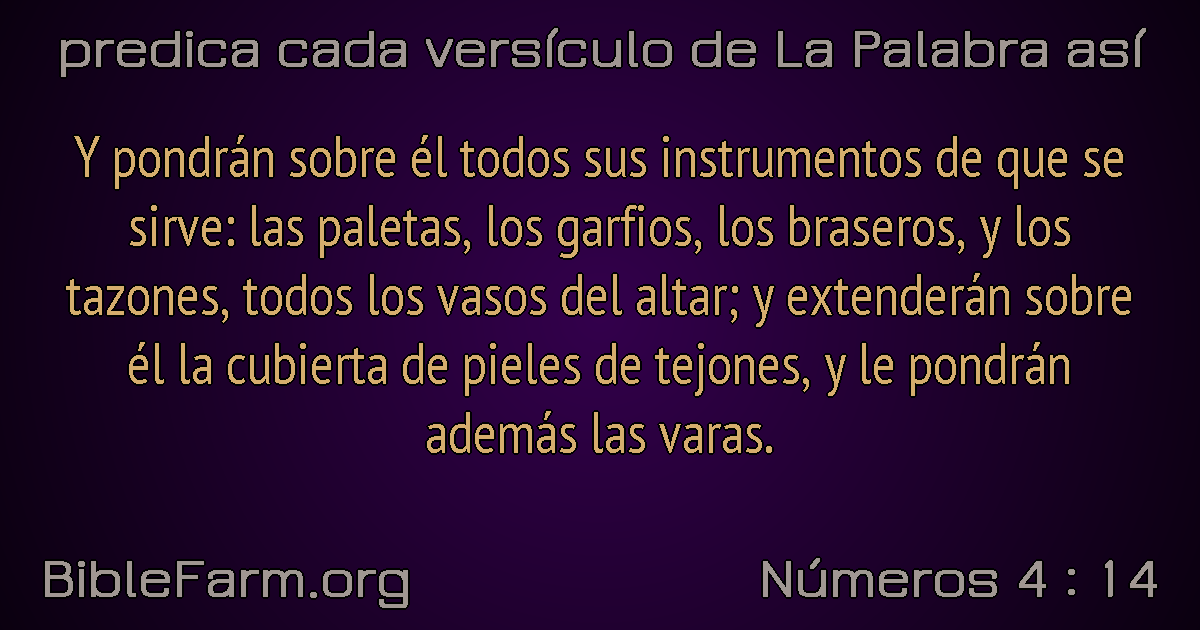 predica cada versículo de La Palabra así
Y pondrán sobre él todos sus instrumentos de que se
sirve: las paletas, los garfios, los braseros, y los
tazones, todos los vasos del altar; y extenderán sobre
él la cubierta de pieles de tejones, y le pondrán
además las varas.
BibleFarm.org
Números 4 : 14